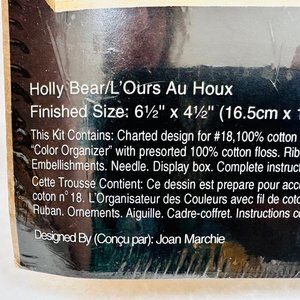 Holly Bear/L'Ours Au Houx
Finished Size: 6½" x 4½" (16.5cm x 1
This Kit Contains: Charted design for #18,100% cotton
"Color Organizer" with presorted 100% cotton floss. Rib
Embellishments. Needle. Display box. Complete instruct
Cette Trousse Contient: Ce dessin est prepare pour acco
coton n° 18. L'Organisateur des Couleurs avec fil de coto
Ruban. Ornements. Aiguille. Cadre-coffret. Instructions co
Designed By (Conçu par): Joan Marchie